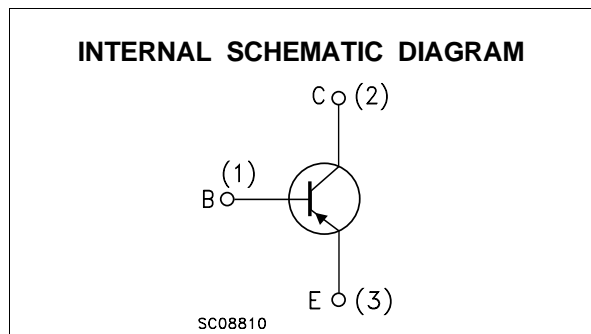 INTERNAL SCHEMATIC DIAGRAM
C (2)
(1)
B
E (3)
SC08810